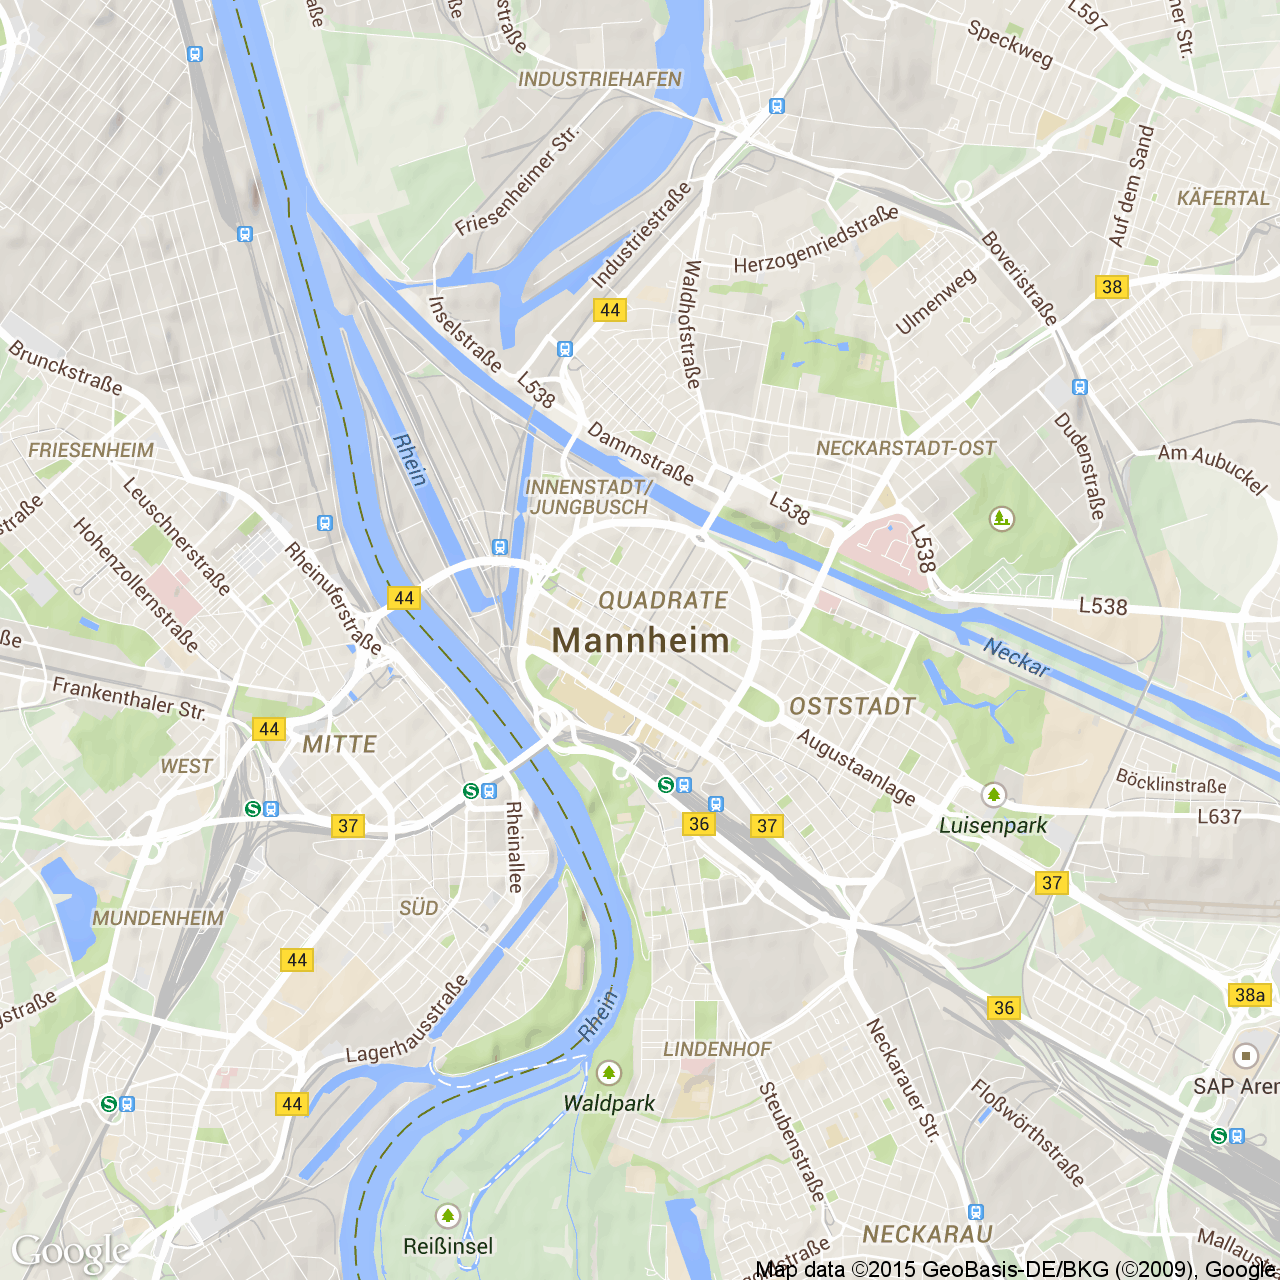 L597
Speckweg
INDUSTRIEHAFEN
Friesenheimer Str.
Industriestraße
Auf dem Sand
KÄFERTAL
Herzogenriedstraße
Boveristraße
Waldhofstraße
Ulmenweg
38
44
Inselstraße
Brunckstraße
L538
Dammstraße
Rhein
FRIESENHEIM
NECKARSTADT-OST
Dudenstraße
Am Aubuckel
Leuschnerstraße
INNENSTADT/
JUNGBUSCH
L538
Hohenzollernstraße
Rheinuferstraße
L538
44
QUADRATE
L538
Mannheim
Neckar
Frankenthaler Str.
44
MITTE
OSTSTADT
WEST
Augustaanlage
Böcklinstraße
S
S
S
Rheinallee
37
36
37
Luisenpark
L637
37
MUNDENHEIM
SÜD
44
Lagerhausstraße
Rhein
38a
36
LINDENHOF
Neckarauer Str.
SAP Aren
Waldpark
44
S
Steubenstraße
Floßwörthstraße
S
Reißinsel
NECKARAU
Mallaust
Google
Map data ©2015 GeoBasis-DE/BKG (©2009), Google